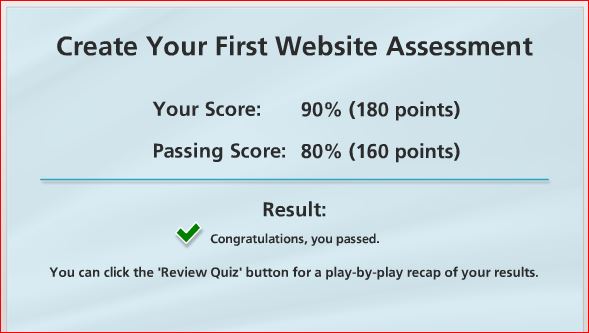 Create Your First Website Assessment
Your Score: 90% (180 points)
Passing Score: 80% (160 points)
Result:
Congratulations, you passed.
You can click the 'Review Quiz' button for a play-by-play recap of your results.